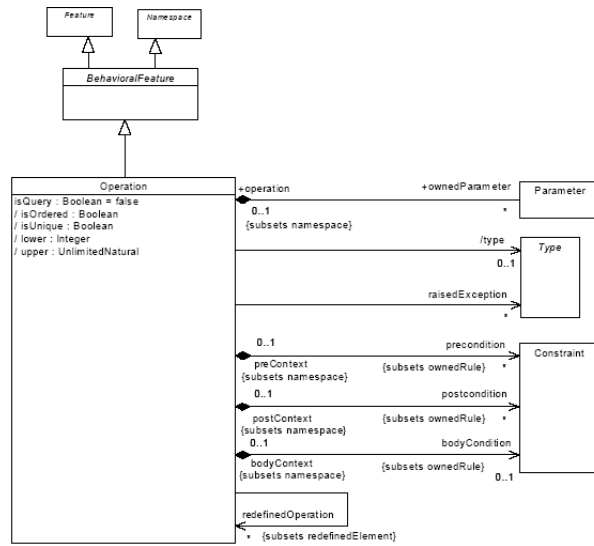 Feature
Namespace
BehavioralFeature
Operation
isQuery : Boolean = false
/ isOrdered : Boolean
/ isUnique : Boolean
/ lower : Integer
/ upper : UnlimitedNatural
+operation
+ownedParameter
0..1
*
{subsets namespace}
Parameter
/type
0..1
Type
raisedException
*
0..1
precondition
preContext
{subsets ownedRule} *
{subsets namespace}
Constraint
0..1
postcondition
postContext
{subsets ownedRule} *
{subsets namespace}
0..1
bodyCondition
bodyContext
{subsets ownedRule}
{subsets namespace}
0..1
redefinedOperation
* {subsets redefinedElement}